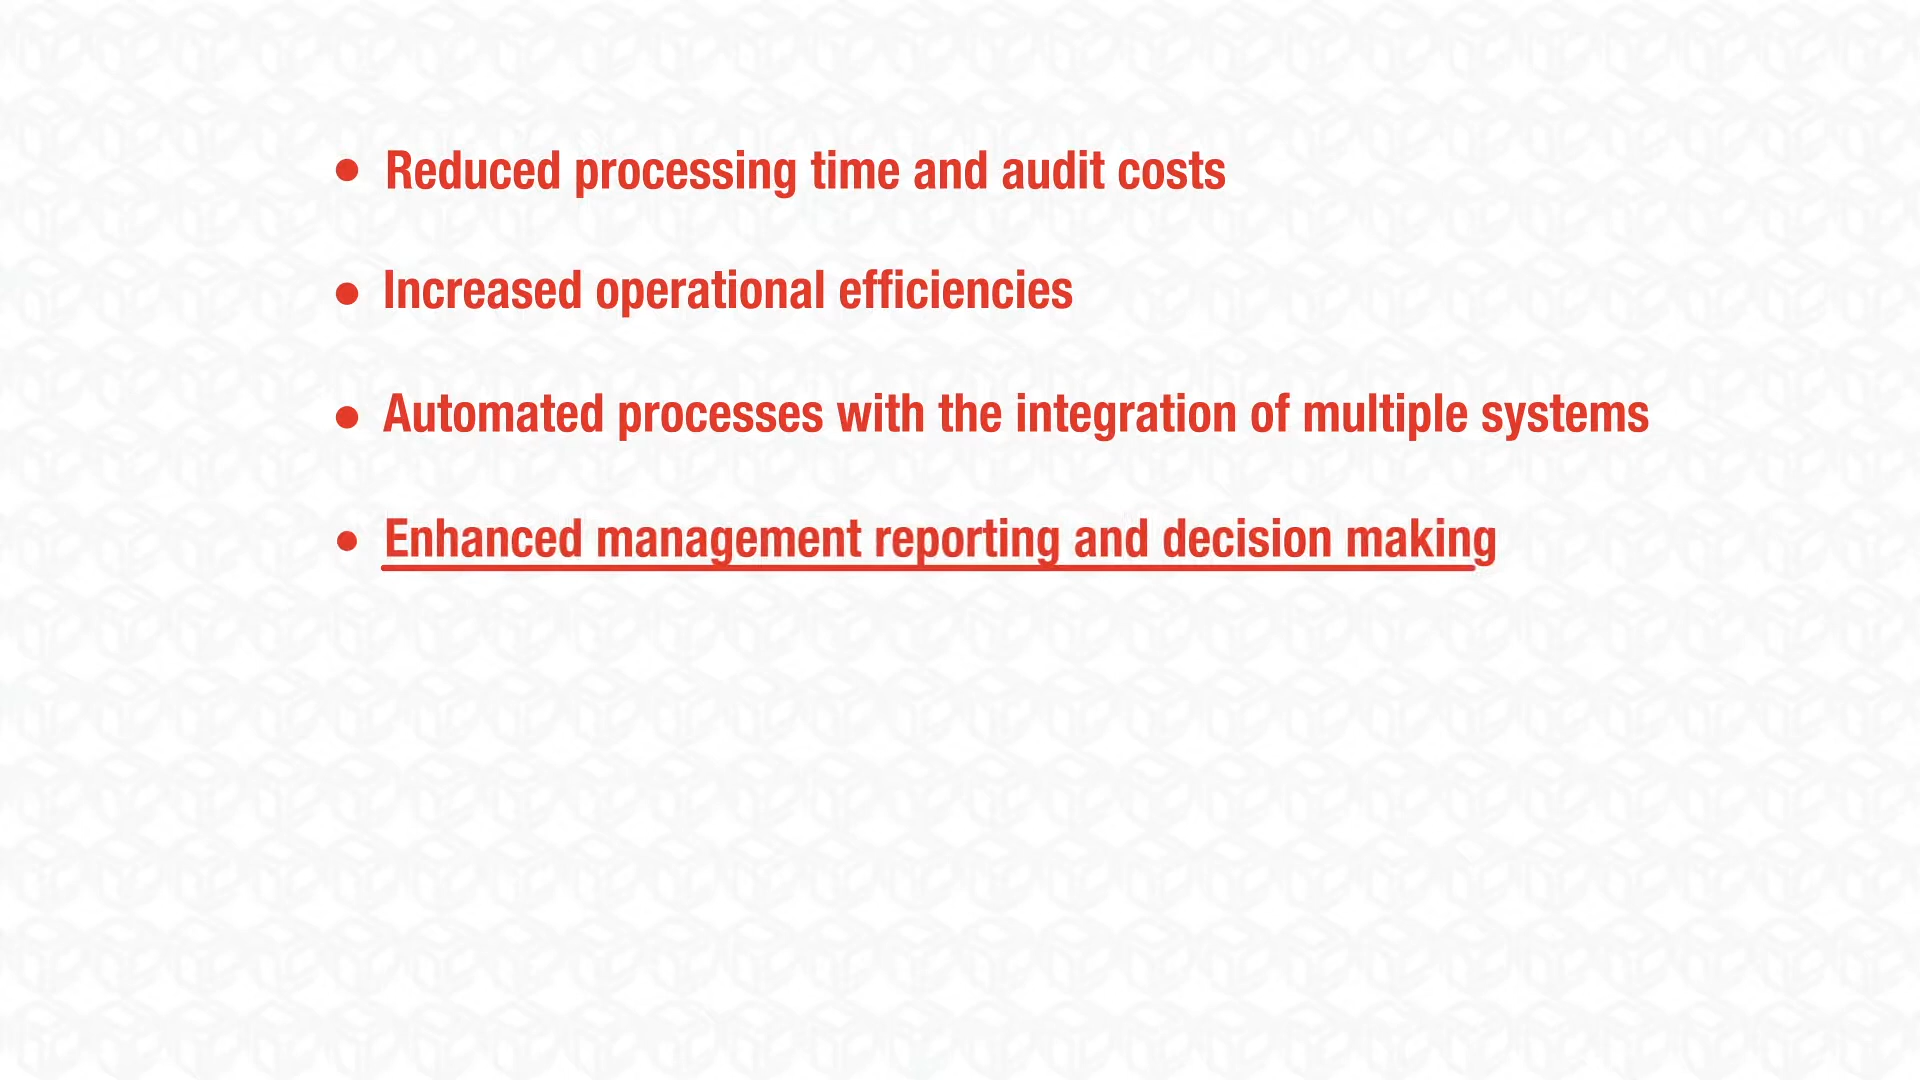 • Reduced processing time and audit costs
• Increased operational efficiencies
• Automated processes with the integration of multiple systems
• Enhanced management reporting and decision making